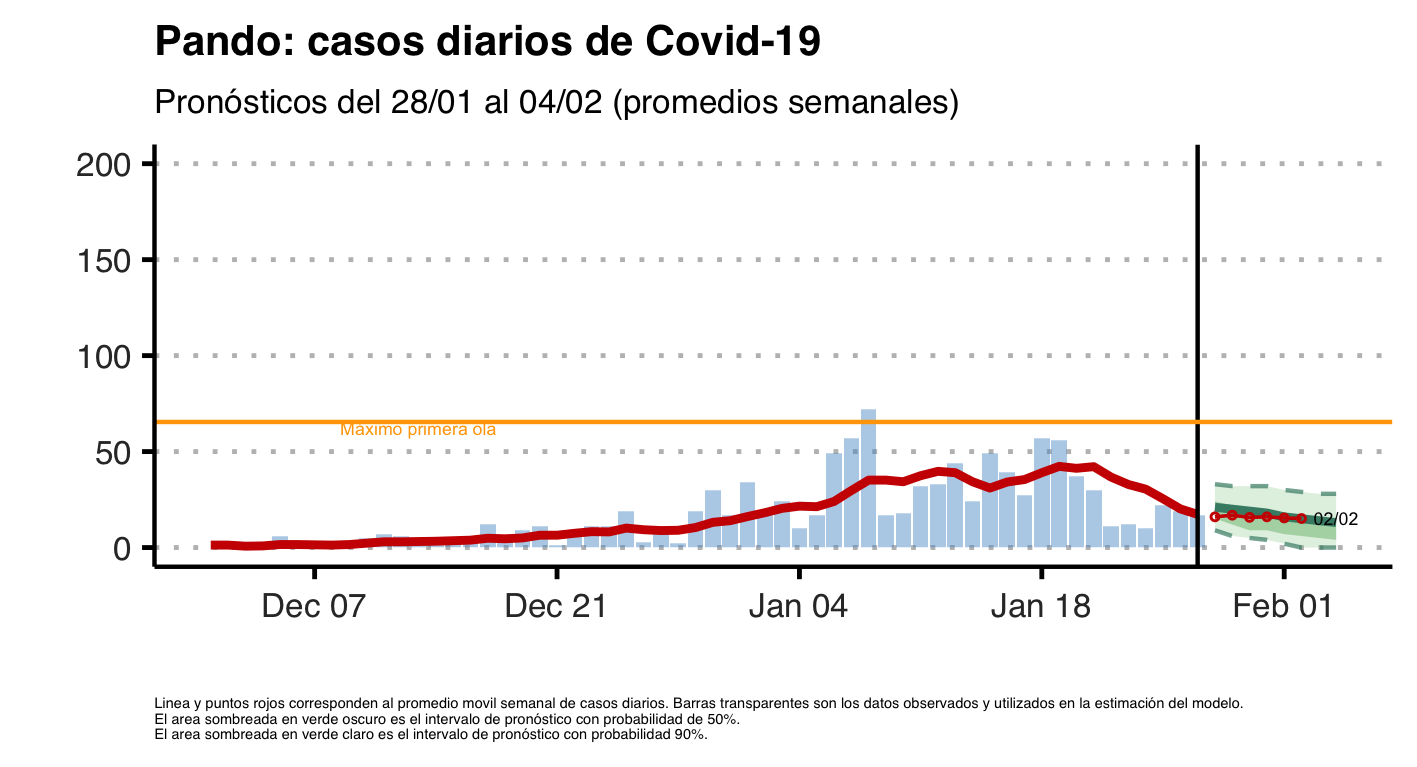 Pando: casos diarios de Covid-19
Pronósticos del 28/01 al 04/02 (promedios semanales)
200
150
100
Maximo primera ola
50
02/02
0
Dec 07 Dec 21 Jan 04 Jan 18 Feb 01
Linea y puntos rojos corresponden al promedio movil semanal de casos diarios. Barras transparentes son los datos observados y utilizados en la estimación del modelo.
El area sombreada en verde oscuro es el intervalo de pronóstico con probabilidad de 50%.
El area sombreada en verde claro es el intervalo de pronóstico con probabilidad 90%.